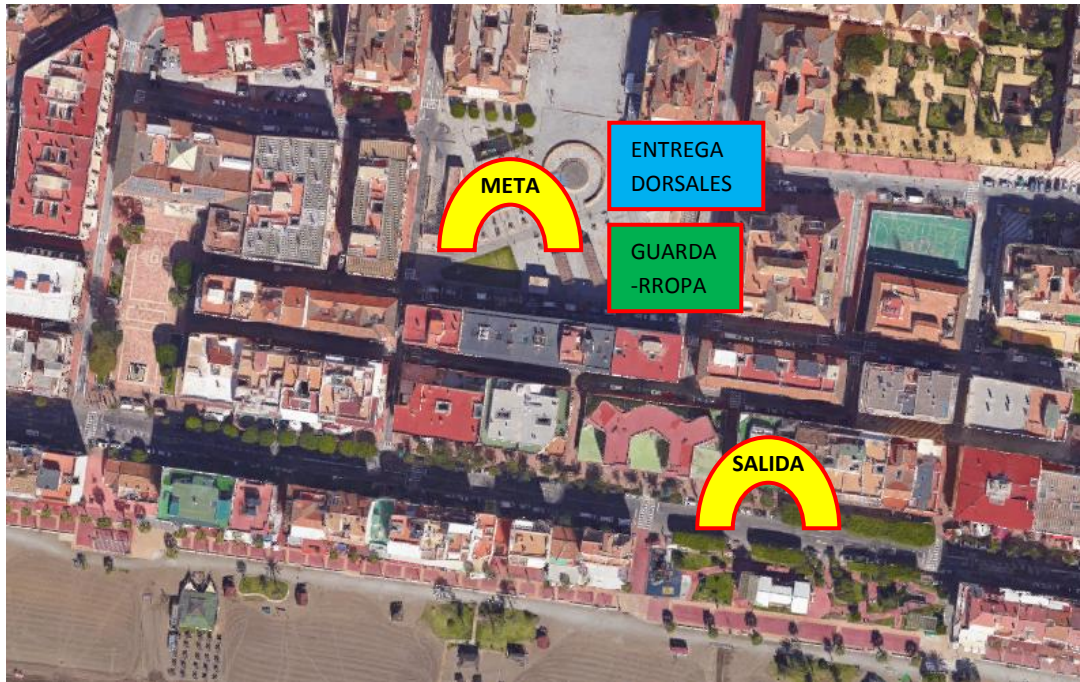 ENTREGA
DORSALES
META
GUARDA
-RROPA
SALIDA